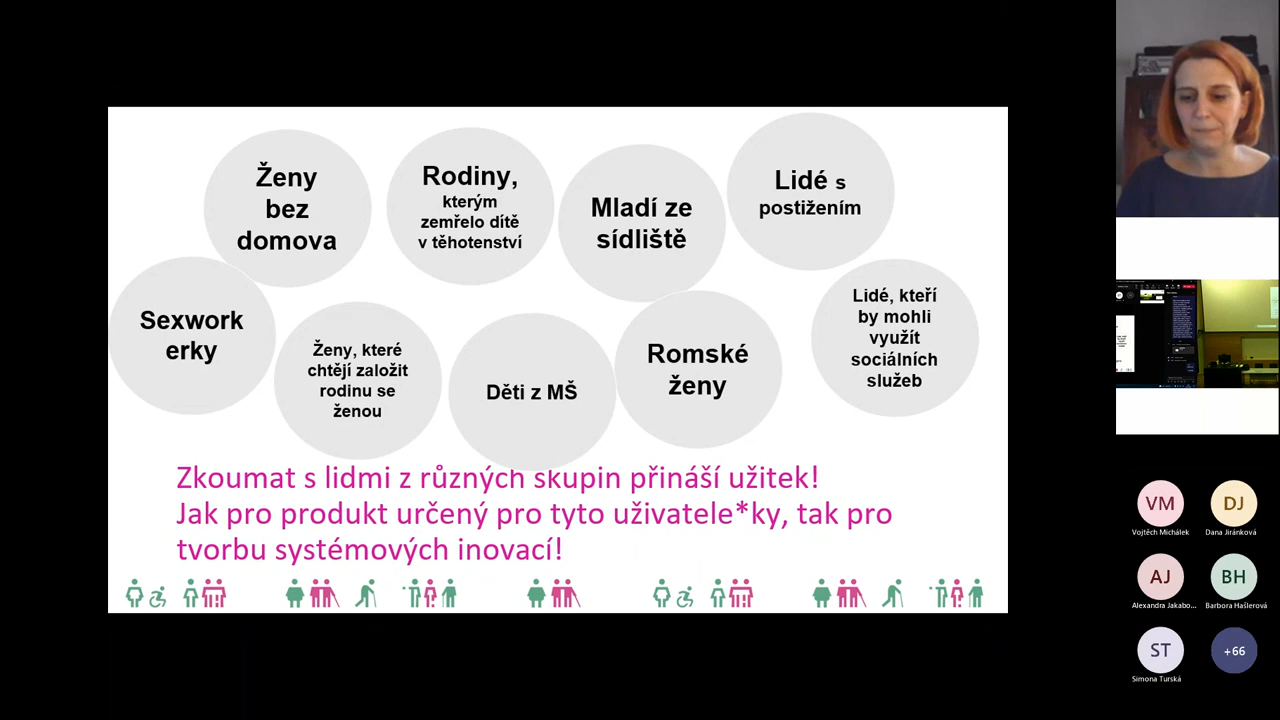 Ženy
bez
domova
Rodiny,
kterým
zemřelo dítě
v těhotenství
Mladí ze
sídliště
Lidé s
postižením
Sexwork
erky
Ženy, které
chtějí založit
rodinu se
ženou
Děti z MŠ
Romské
ženy
Lidé, kteří
by mohli
využít
sociálních
služeb
Zkoumat s lidmi z různých skupin přináší užitek!
Jak pro produkt určený pro tyto uživatele*ky, tak pro
tvorbu systémových inovací!
VM
Vojtěch Michálek
DJ
Dana Jiránková
AJ
Alexandra Jakabo...
BH
Barbora Hašlerová
ST
Simona Turská
+66